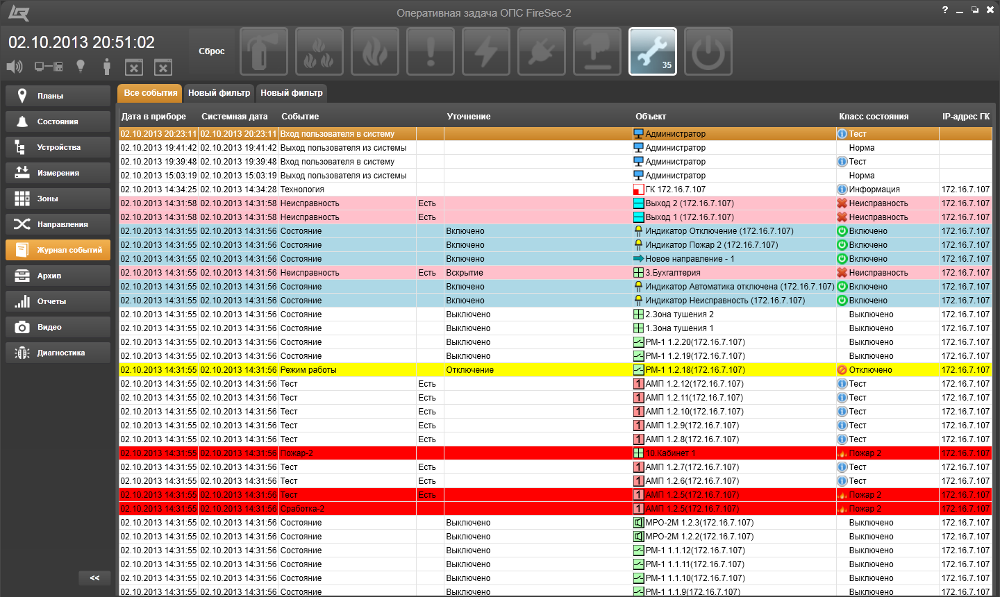 Оперативная задача ОПС FireSec-2
?
02.10.2013 20:51:02
Сброс
35
Планы
Состояния
Устройства
Измерения
Зоны
Направления
Журнал событий
Архив
Отчеты
Видео
Диагностика
<<
Все события Новый фильтр Новый фильтр
Дата в приборе Системная дата Событие Уточнение Объект Класс состояния IP-адрес ГК
02.10.2013 20:23:11 02.10.2013 20:23:11 Вход пользователя в систему Администратор Тест
02.10.2013 19:41:42 02.10.2013 19:41:42 Выход пользователя из системы Администратор Норма
02.10.2013 19:39:48 02.10.2013 19:39:48 Вход пользователя в систему Администратор Тест
02.10.2013 15:03:19 02.10.2013 15:03:19 Выход пользователя из системы Администратор Норма
02.10.2013 14:34:25 02.10.2013 14:34:28 Технология ГК 172.16.7.107 Информация 172.16.7.107
02.10.2013 14:31:58 02.10.2013 14:31:58 Неисправность Есть Выход 2 (172.16.7.107) Неисправность 172.16.7.107
02.10.2013 14:31:58 02.10.2013 14:31:58 Неисправность Есть Выход 1 (172.16.7.107) Неисправность 172.16.7.107
02.10.2013 14:31:55 02.10.2013 14:31:56 Состояние Включено Индикатор Отключение (172.16.7.107) Включено 172.16.7.107
02.10.2013 14:31:55 02.10.2013 14:31:56 Состояние Включено Индикатор Пожар 2 (172.16.7.107) Включено 172.16.7.107
02.10.2013 14:31:55 02.10.2013 14:31:56 Состояние Включено Новое направление - 1 Включено 172.16.7.107
02.10.2013 14:31:55 02.10.2013 14:31:56 Неисправность Есть Вскрытие 3.Бухгалтерия Неисправность 172.16.7.107
02.10.2013 14:31:55 02.10.2013 14:31:56 Состояние Включено Индикатор Автоматика отключена (172.16.7.107) Включено 172.16.7.107
02.10.2013 14:31:55 02.10.2013 14:31:56 Состояние Включено Индикатор Неисправность (172.16.7.107) Включено 172.16.7.107
02.10.2013 14:31:55 02.10.2013 14:31:56 Состояние Выключено 2.Зона тушения 2 Выключено 172.16.7.107
02.10.2013 14:31:55 02.10.2013 14:31:56 Состояние Выключено 1.Зона тушения 1 Выключено 172.16.7.107
02.10.2013 14:31:55 02.10.2013 14:31:56 Состояние Выключено РМ-1 1.2.20(172.16.7.107) Выключено 172.16.7.107
02.10.2013 14:31:55 02.10.2013 14:31:56 Состояние Выключено РМ-1 1.2.19(172.16.7.107) Выключено 172.16.7.107
02.10.2013 14:31:55 02.10.2013 14:31:56 Режим работы Отключение РМ-1 1.2.18(172.16.7.107) Отключено 172.16.7.107
02.10.2013 14:31:55 02.10.2013 14:31:56 Тест Есть 1 АМП 1.2.12(172.16.7.107) Тест 172.16.7.107
02.10.2013 14:31:55 02.10.2013 14:31:56 Тест Есть 1 АМП 1.2.11(172.16.7.107) Тест 172.16.7.107
02.10.2013 14:31:55 02.10.2013 14:31:56 Тест Есть 1 АМП 1.2.10(172.16.7.107) Тест 172.16.7.107
02.10.2013 14:31:55 02.10.2013 14:31:56 Тест Есть 1 АМП 1.2.9(172.16.7.107) Тест 172.16.7.107
02.10.2013 14:31:55 02.10.2013 14:31:56 Тест Есть 1 АМП 1.2.8(172.16.7.107) Тест 172.16.7.107
02.10.2013 14:31:55 02.10.2013 14:31:56 Пожар-2 10.Кабинет 1 Пожар 2 172.16.7.107
02.10.2013 14:31:55 02.10.2013 14:31:56 Тест Есть 1 АМП 1.2.7(172.16.7.107) Тест 172.16.7.107
02.10.2013 14:31:55 02.10.2013 14:31:56 Тест Есть 1 АМП 1.2.6(172.16.7.107) Тест 172.16.7.107
02.10.2013 14:31:55 02.10.2013 14:31:56 Тест Есть 1 АМП 1.2.5(172.16.7.107) Пожар 2 172.16.7.107
02.10.2013 14:31:55 02.10.2013 14:31:56 Сработка-2 1 АМП 1.2.5(172.16.7.107) Пожар 2 172.16.7.107
02.10.2013 14:31:55 02.10.2013 14:31:56 Состояние Выключено МРО-2М 1.2.3(172.16.7.107) Выключено 172.16.7.107
02.10.2013 14:31:55 02.10.2013 14:31:56 Состояние Выключено МРО-2М 1.2.2(172.16.7.107) Выключено 172.16.7.107
02.10.2013 14:31:55 02.10.2013 14:31:56 Состояние Выключено РМ-1 1.1.12(172.16.7.107) Выключено 172.16.7.107
02.10.2013 14:31:55 02.10.2013 14:31:56 Состояние Выключено РМ-1 1.1.11(172.16.7.107) Выключено 172.16.7.107
02.10.2013 14:31:55 02.10.2013 14:31:56 Состояние Выключено РМ-1 1.1.10(172.16.7.107) Выключено 172.16.7.107
02.10.2013 14:31:55 02.10.2013 14:31:56 Состояние Выключено РМ-1 1.1.9(172.16.7.107) Выключено 172.16.7.107